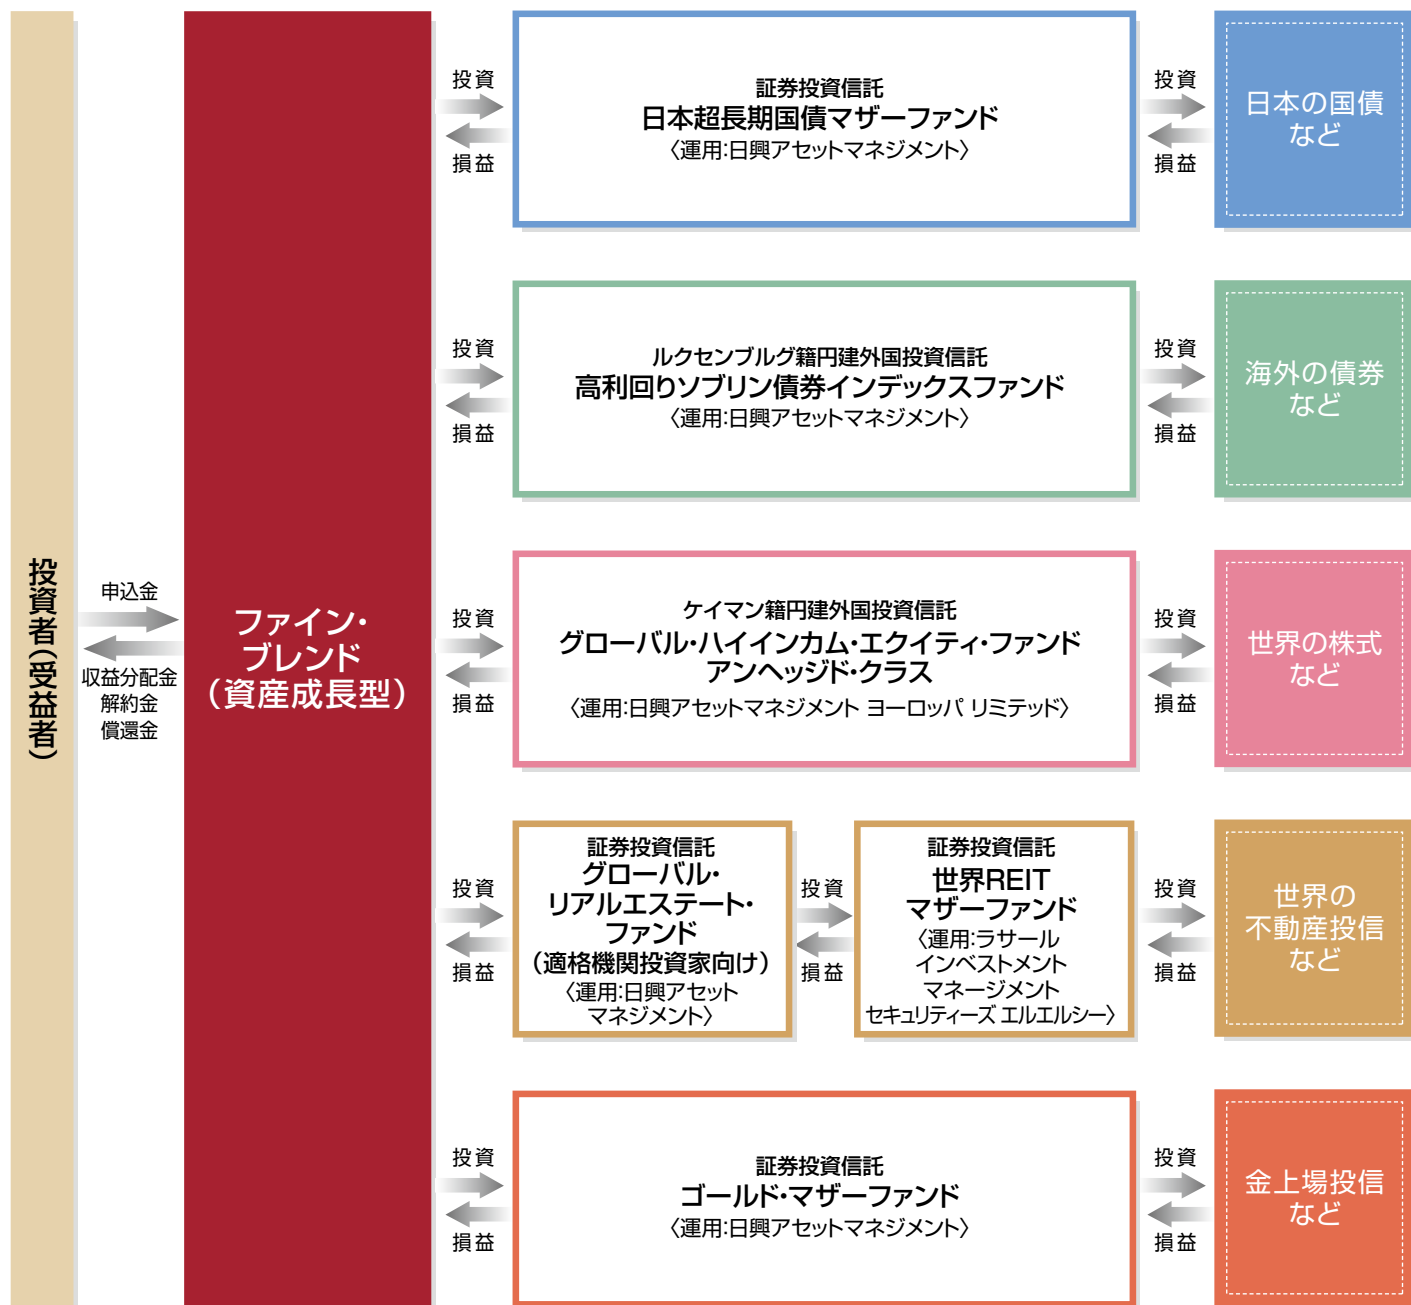 投資者（受益者）
申込金
収益分配金
解約金
償還金
ファイン・
ブレンド
（資産成長型）
投資
損益
証券投資信託
日本超長期国債マザーファンド
〈運用:日興アセットマネジメント〉
投資
損益
日本の国債
など
投資
損益
ルクセンブルグ籍円建外国投資信託
高利回りソブリン債券インデックスファンド
〈運用:日興アセットマネジメント〉
投資
損益
海外の債券
など
投資
損益
ケイマン籍円建外国投資信託
グローバル・ハイインカム・エクイティ・ファンド
アンヘッジド・クラス
〈運用:日興アセットマネジメント ヨーロッパ リミテッド〉
投資
損益
世界の株式
など
投資
損益
証券投資信託
グローバル・
リアルエステート・
ファンド
（適格機関投資家向け）
〈運用:日興アセット
マネジメント〉
投資
損益
証券投資信託
世界REIT
マザーファンド
〈運用:ラサール
インベストメント
マネージメント
セキュリティーズ エルエルシー〉
投資
損益
世界の
不動産投信
など
投資
損益
証券投資信託
ゴールド・マザーファンド
〈運用:日興アセットマネジメント〉
投資
損益
金上場投信
など